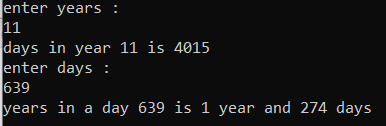 enter years :
11
days in year 11 is 4015
enter days :
639
years in a day 639 is 1 year and 274 days